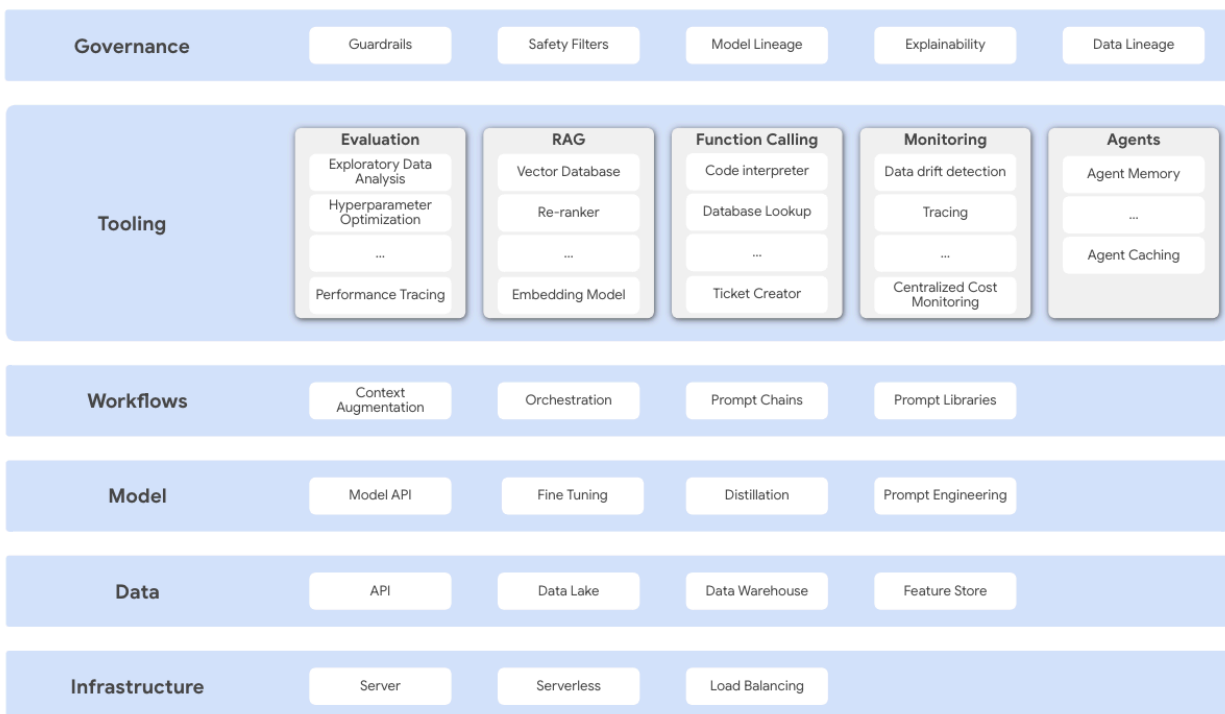 Governance
Guardrails
Safety Filters
Model Lineage
Explainability
Data Lineage
Tooling
Evaluation
Exploratory Data
Analysis
Hyperparameter
Optimization
...
Performance Tracing
RAG
Vector Database
Re-ranker
...
Embedding Model
Function Calling
Code interpreter
Database Lookup
...
Ticket Creator
Monitoring
Data drift detection
Tracing
...
Centralized Cost
Monitoring
Agents
Agent Memory
...
Agent Caching
Workflows
Context
Augmentation
Orchestration
Prompt Chains
Prompt Libraries
Model
Model API
Fine Tuning
Distillation
Prompt Engineering
Data
API
Data Lake
Data Warehouse
Feature Store
Infrastructure
Server
Serverless
Load Balancing